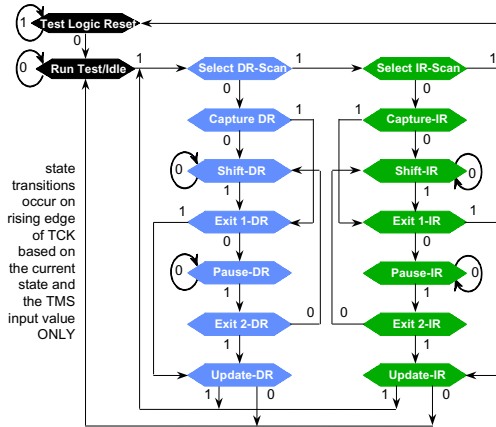 1
Test Logic Reset
0
0
Run Test/Idle
1
Select DR-Scan
1
Select IR-Scan
1
0
0
Capture DR
1
1
Capture-IR
0
0
0
Shift-DR
Shift-IR
0
1
1
1
Exit 1-DR
Exit 1-IR
1
0
0
0
Pause-DR
Pause-IR
0
1
1
Exit 2-DR
0
0
Exit 2-IR
1
1
Update-DR
Update-IR
1
0
1
0
state
transitions
occur on
rising edge
of TCK
based on
the current
state and
the TMS
input value
ONLY